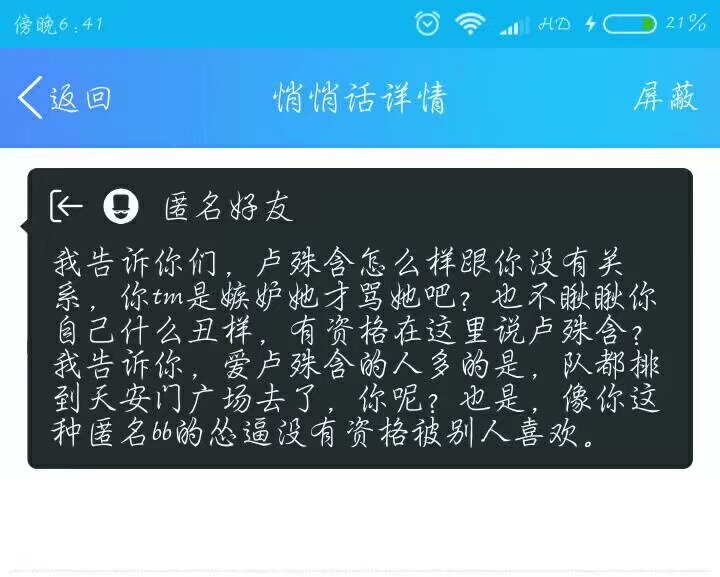 傍晚6:41 HD 21%
返回 悄悄话详情 屏蔽
匿名好友
我告诉你们，卢殊含怎么样跟你没有关
系，你tm是嫉妒她才骂她吧？也不瞅瞅你
自己什么丑样，有资格在这里说卢殊含？
我告诉你，爱卢殊含的人多的是，队都排
到天安门广场去了，你呢？也是，像你这
种匿名bb的怂逼没有资格被别人喜欢。